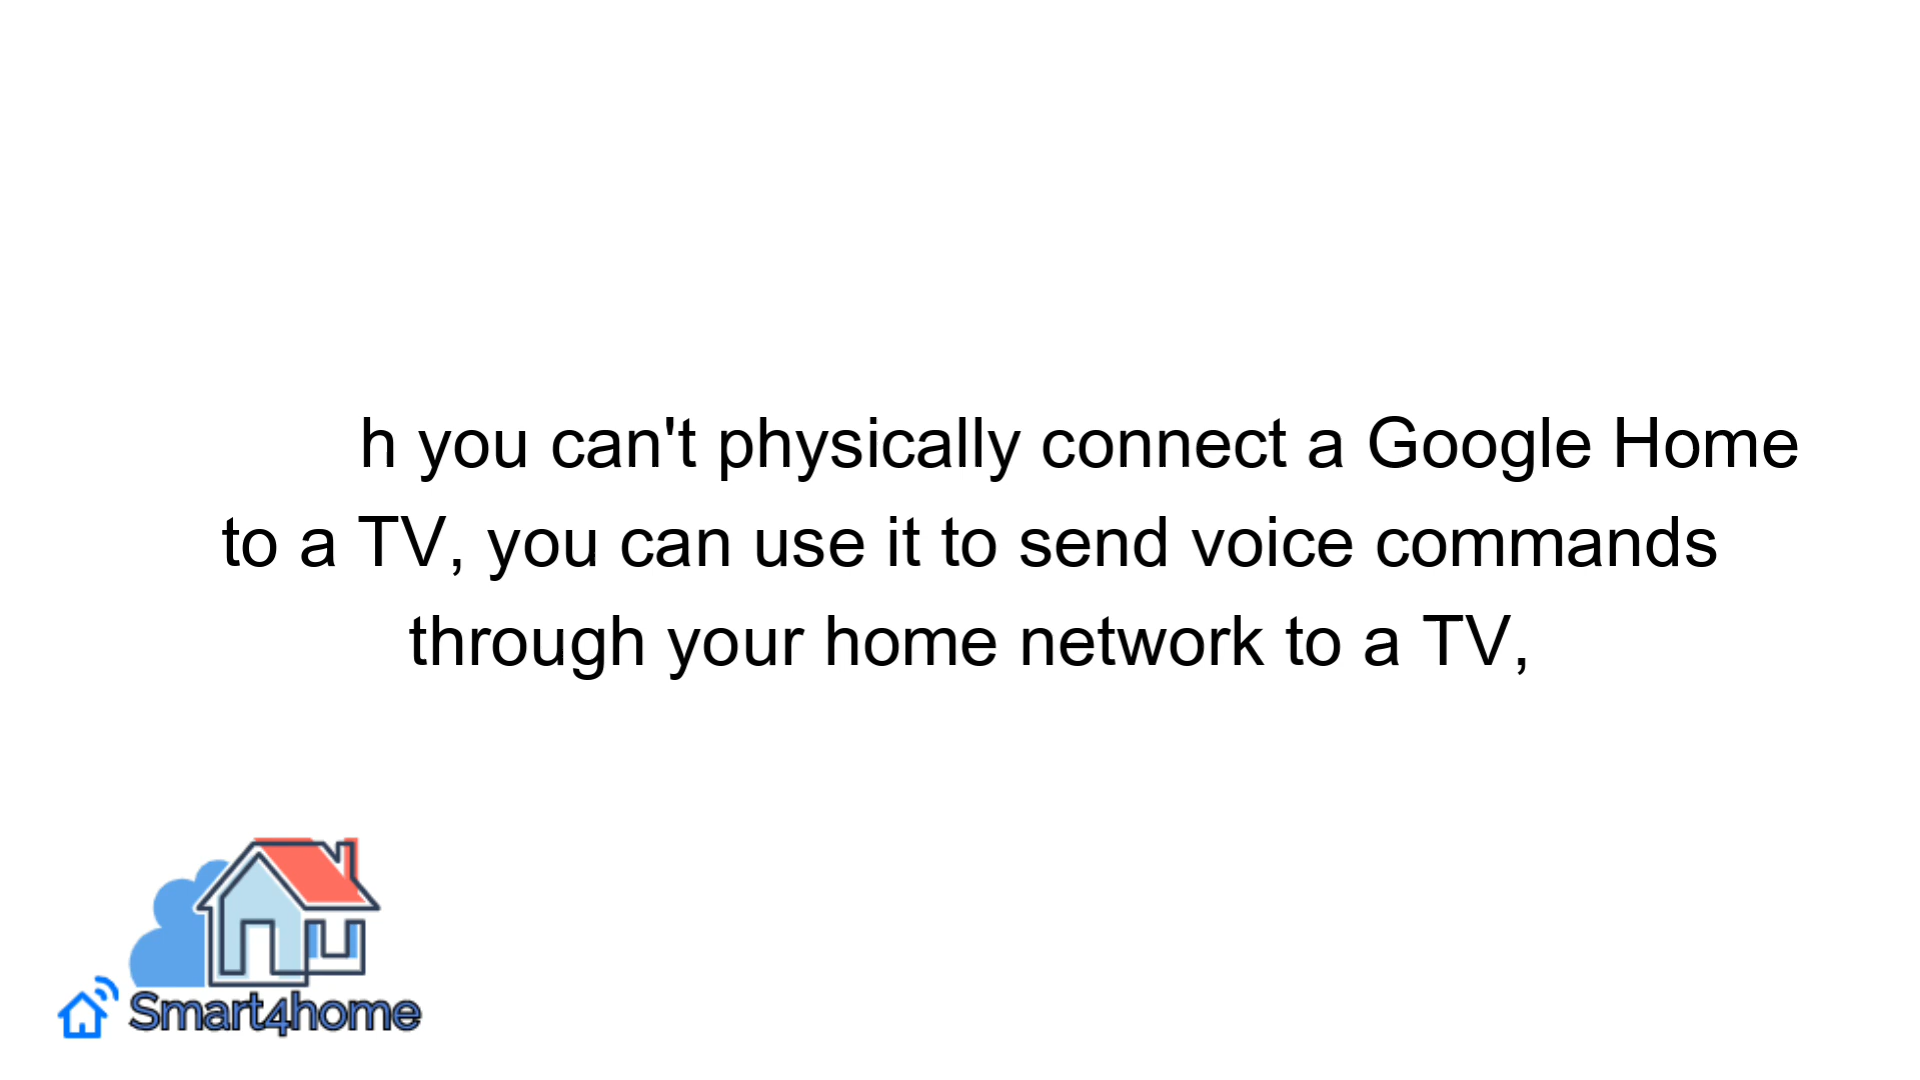 h you can't physically connect a Google Home
to a TV, you can use it to send voice commands
through your home network to a TV,
Smart4home